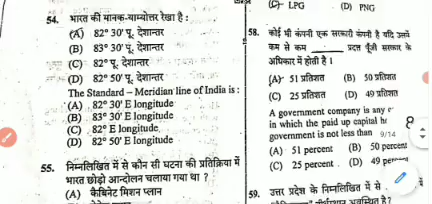 54. भारत की मानक-याम्योत्तर रेखा है :
(A) 82° 30' पू. देशान्तर
(B) 83° 30' पू. देशान्तर
(C) 82° पू. देशान्तर
(D) 82° 50' पू. देशान्तर
The Standard – Meridian line of India is :
(A) 82° 30' E longitude
(B) 83° 30' E longitude
(C) 82° E longitude
(D) 82° 50' E longitude
55. निम्नलिखित में से कौन सी घटना की प्रतिक्रिया में
भारत छोड़ो आन्दोलन चलाया गया था ?
(A) कैबिनेट मिशन प्लान
(C) LPG (D) PNG
58. कोई भी कंपनी एक सरकारी कंपनी है यदि उसमें
कम से कम ______ प्रदत्त पूँजी सरकार के
अधिकार में होती है ।
(A) 51 प्रतिशत (B) 50 प्रतिशत
(C) 25 प्रतिशत (D) 49 प्रतिशत
A government company is any
in which the paid up capital
government is not less than 9/14
(A) 51 percent (B) 50 percent
(C) 25 percent (D) 49
59. उत्तर प्रदेश के निम्नलिखित में से
अवस्थित है ?